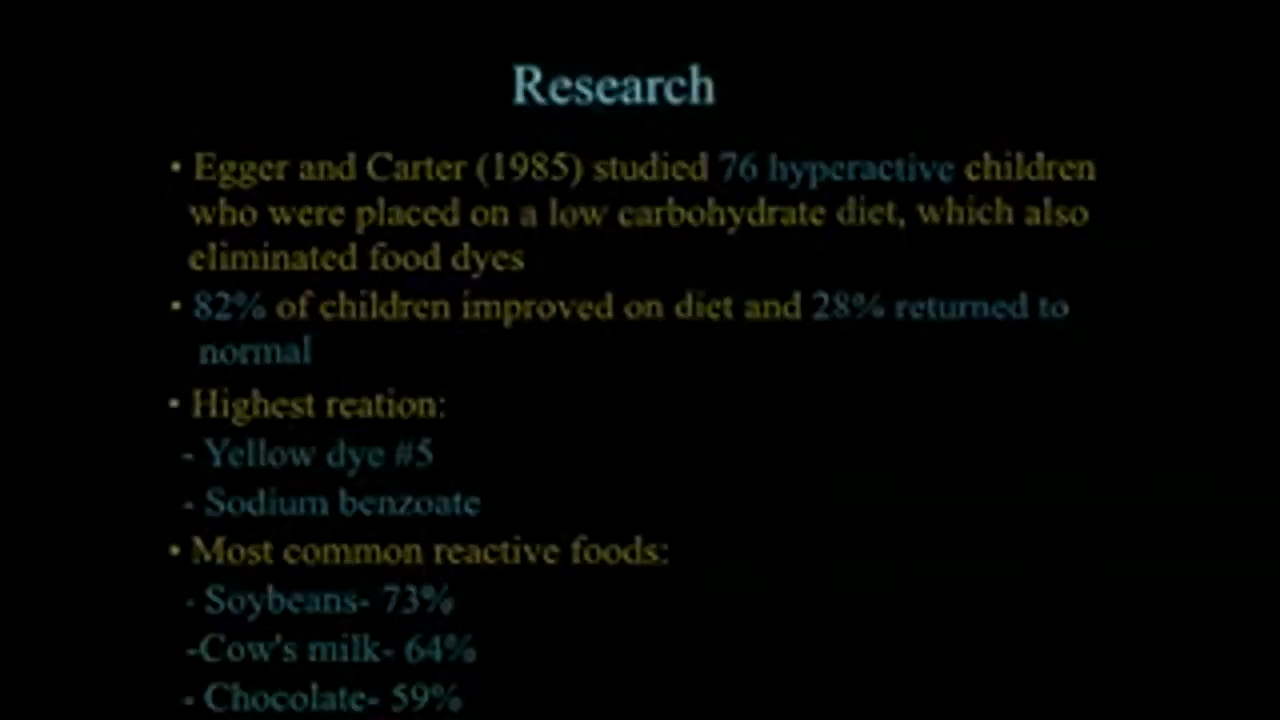 Research
• Egger and Carter (1985) studied 76 hyperactive children
who were placed on a low carbohydrate diet, which also
eliminated food dyes
• 82% of children improved on diet and 28% returned to
normal
• Highest reation:
- Yellow dye #5
- Sodium benzoate
• Most common reactive foods:
- Soybeans- 73%
-Cow's milk- 64%
- Chocolate- 59%